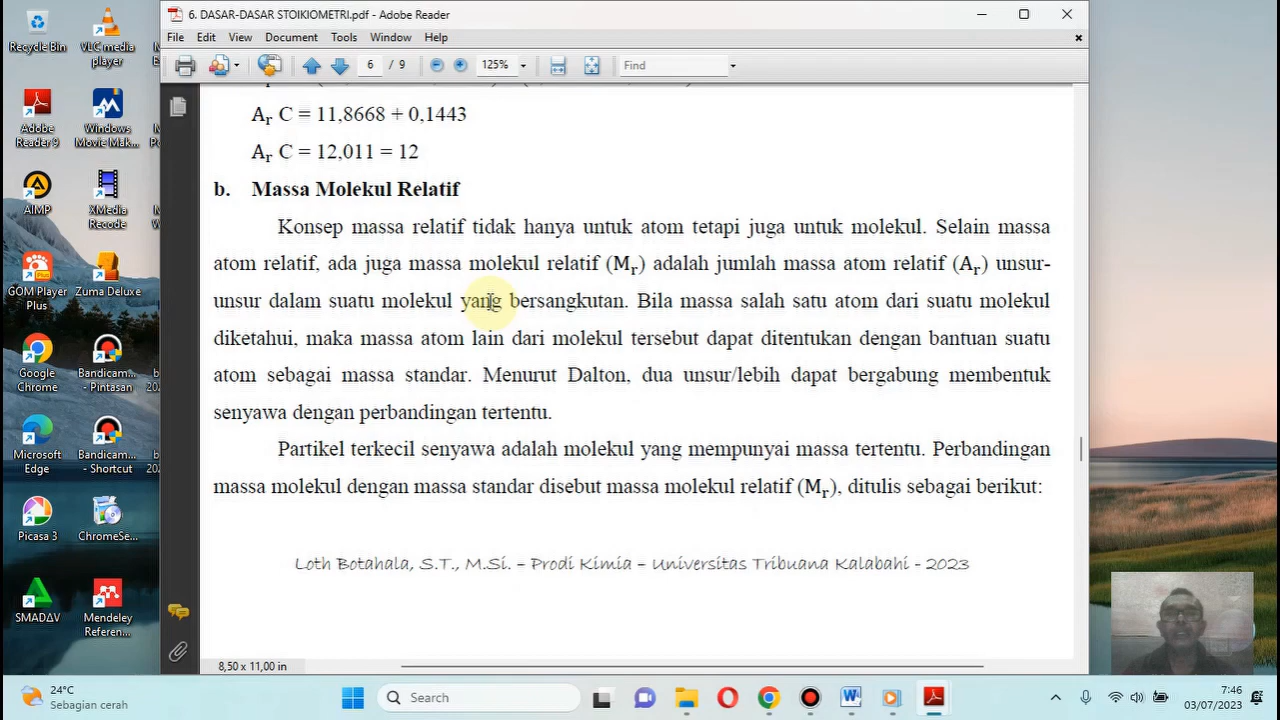 6. DASAR-DASAR STOIKIOMETRI.pdf - Adobe Reader
File Edit View Document Tools Window Help
6 / 9 125% Find
Aᵣ C = 11,8668 + 0,1443
Aᵣ C = 12,011 = 12
b. Massa Molekul Relatif
Konsep massa relatif tidak hanya untuk atom tetapi juga untuk molekul. Selain massa
atom relatif, ada juga massa molekul relatif (Mᵣ) adalah jumlah massa atom relatif (Aᵣ) unsur-
unsur dalam suatu molekul yang bersangkutan. Bila massa salah satu atom dari suatu molekul
diketahui, maka massa atom lain dari molekul tersebut dapat ditentukan dengan bantuan suatu
atom sebagai massa standar. Menurut Dalton, dua unsur/lebih dapat bergabung membentuk
senyawa dengan perbandingan tertentu.
Partikel terkecil senyawa adalah molekul yang mempunyai massa tertentu. Perbandingan
massa molekul dengan massa standar disebut massa molekul relatif (Mᵣ), ditulis sebagai berikut:
Loth Botahala, S.T., M.Si. – Prodi Kimia – Universitas Tribuana Kalabahi - 2023
8,50 x 11,00 in
Recycle Bin
VLC media
player
Adobe
Reader 9
Windows
Movie Mak...
AIMP
XMedia
Recode
GOM Player
Plus
Zuma Deluxe
Google
Chrome
Bandicam...
- Pintasan
Microsoft
Edge
Bandicam...
- Shortcut
Picasa 3
ChromeSe...
SMADΔV
Mendeley
Referen...
24°C
Sebagian cerah
Search
7:46
03/07/2023